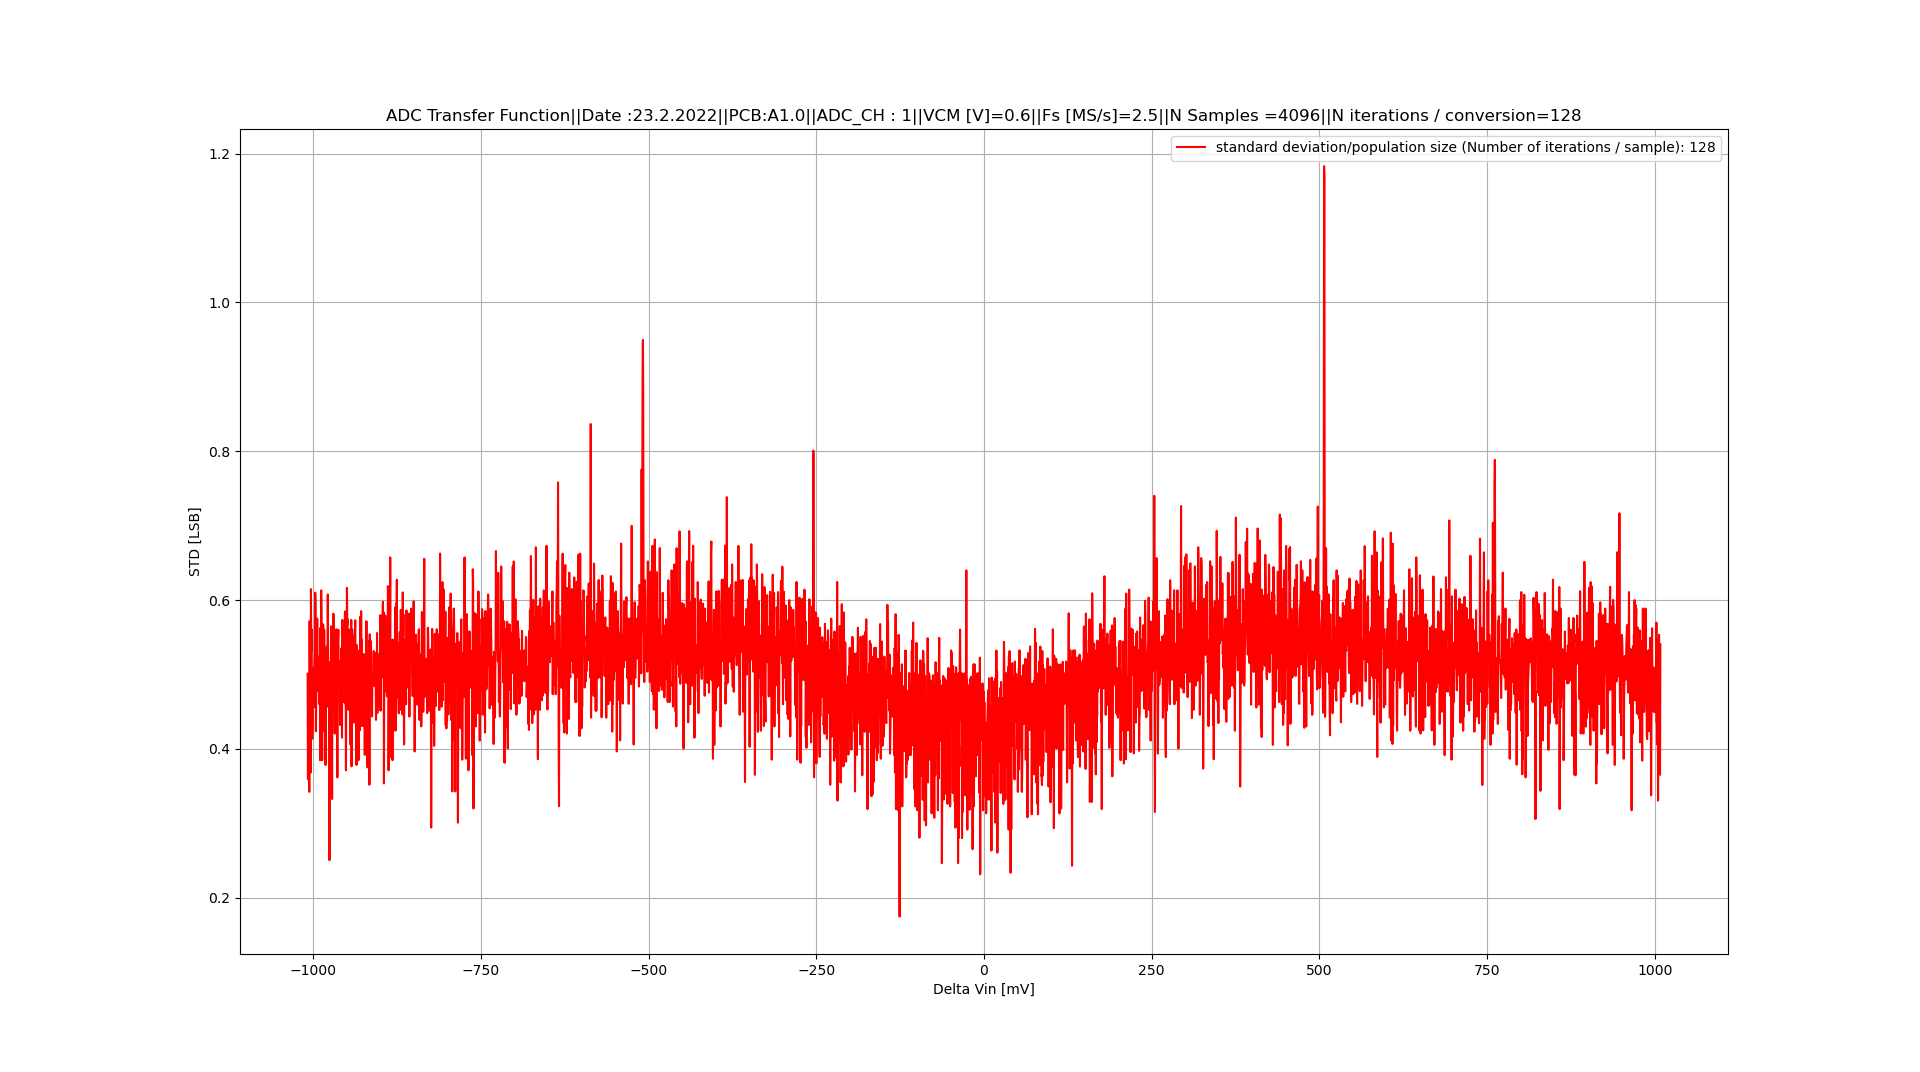 ADC Transfer Function||Date :23.2.2022||PCB:A1.0||ADC_CH : 1||VCM [V]=0.6||Fs [MS/s]=2.5||N Samples =4096||N iterations / conversion=128
standard deviation/population size (Number of iterations / sample): 128
STD [LSB]
1.2
1.0
0.8
0.6
0.4
0.2
−1000 −750 −500 −250 0 250 500 750 1000
Delta Vin [mV]